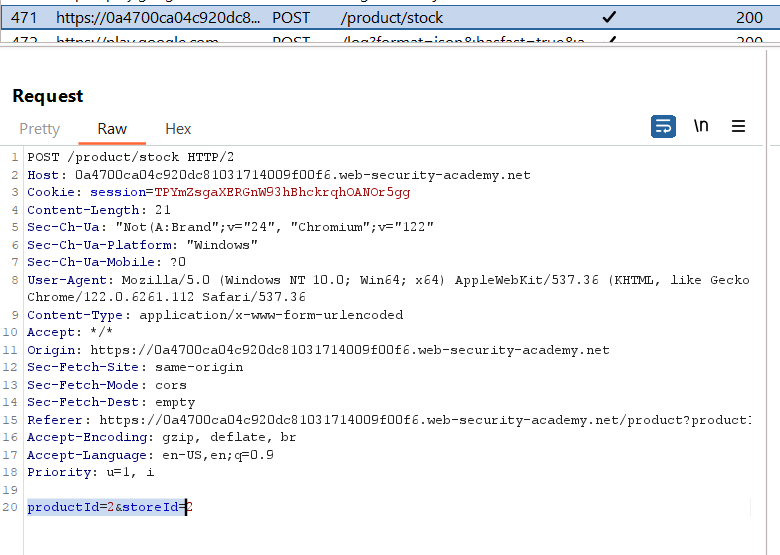 471 https://0a4700ca04c920dc8... POST /product/stock 200
472 https://play.google.com POST /log?format=json&hasfast=true&a... 200
Request
Pretty Raw Hex
\n
1 POST /product/stock HTTP/2
2 Host: 0a4700ca04c920dc81031714009f00f6.web-security-academy.net
3 Cookie: session=TPYmZsgaXERGnW93hBhckrqhOANOr5gg
4 Content-Length: 21
5 Sec-Ch-Ua: "Not(A:Brand";v="24", "Chromium";v="122"
6 Sec-Ch-Ua-Platform: "Windows"
7 Sec-Ch-Ua-Mobile: ?0
8 User-Agent: Mozilla/5.0 (Windows NT 10.0; Win64; x64) AppleWebKit/537.36 (KHTML, like Gecko
Chrome/122.0.6261.112 Safari/537.36
9 Content-Type: application/x-www-form-urlencoded
10 Accept: */*
11 Origin: https://0a4700ca04c920dc81031714009f00f6.web-security-academy.net
12 Sec-Fetch-Site: same-origin
13 Sec-Fetch-Mode: cors
14 Sec-Fetch-Dest: empty
15 Referer: https://0a4700ca04c920dc81031714009f00f6.web-security-academy.net/product?product
16 Accept-Encoding: gzip, deflate, br
17 Accept-Language: en-US,en;q=0.9
18 Priority: u=1, i
19
20 productId=2&storeId=2